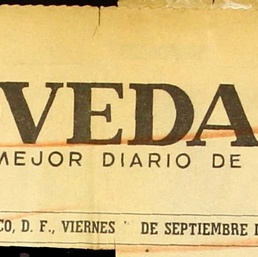 VEDA
MEJOR DIARIO DE
CO, D. F., VIERNES DE SEPTIEMBRE D